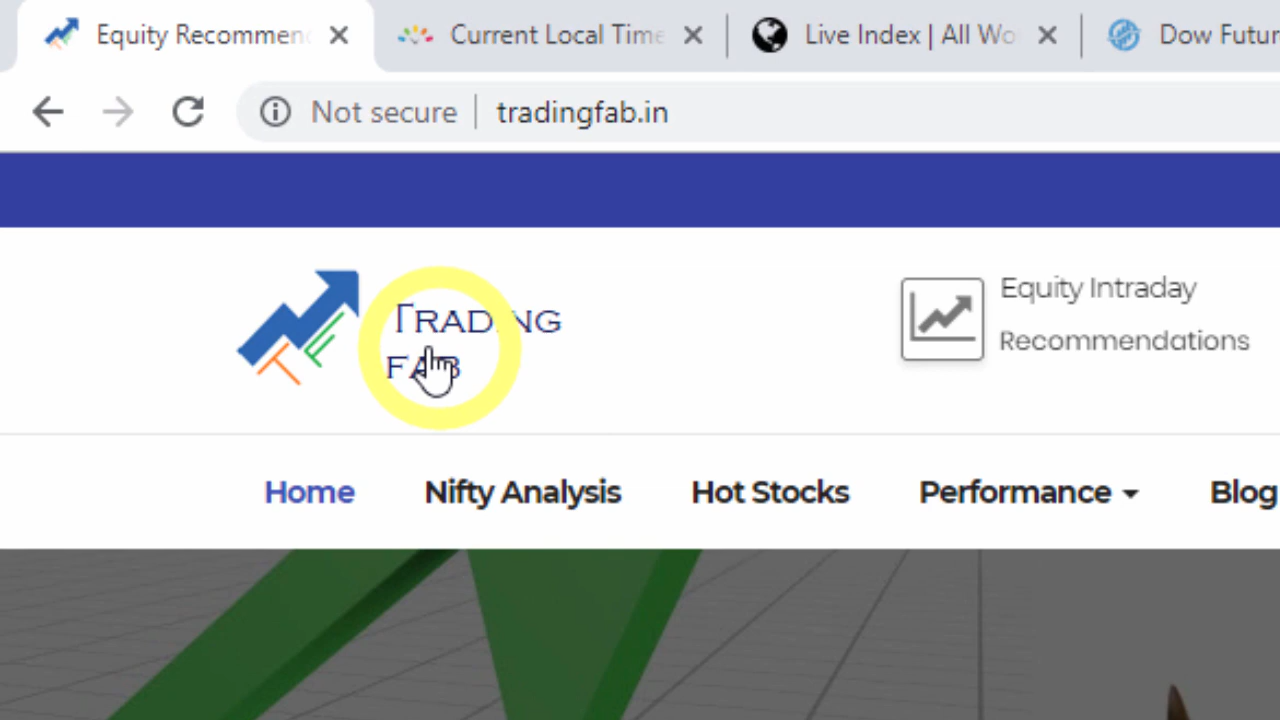 Equity Recommen
Current Local Time
Live Index | All Wo
Dow Futur
Not secure
tradingfab.in
TRADING
FAB
Equity Intraday
Recommendations
Home
Nifty Analysis
Hot Stocks
Performance
Blog